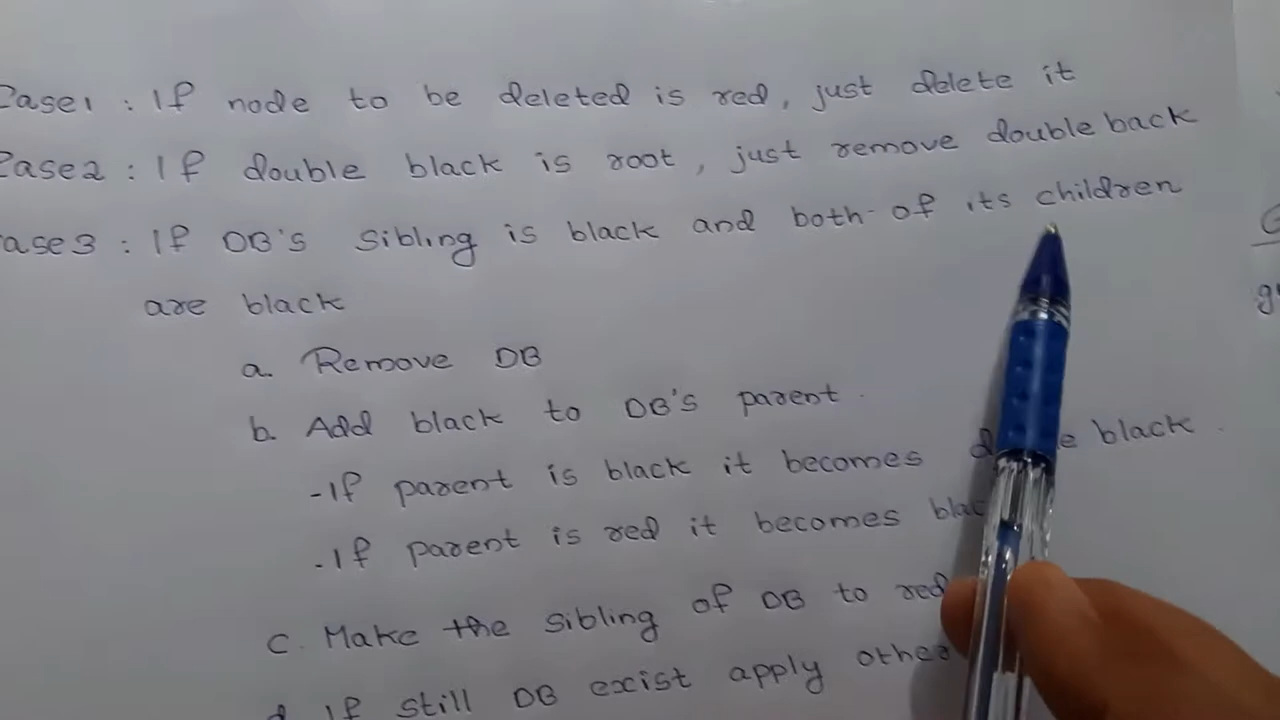 Case1 : If node to be deleted is red, just delete it
Case2 : If double black is root, just remove double back
Case3 : If DB's sibling is black and both of its children
are black
a. Remove DB
b. Add black to DB's parent.
-If parent is black it becomes black.
-If parent is red it becomes
c. Make the sibling of DB to red
d. If still DB exist apply other